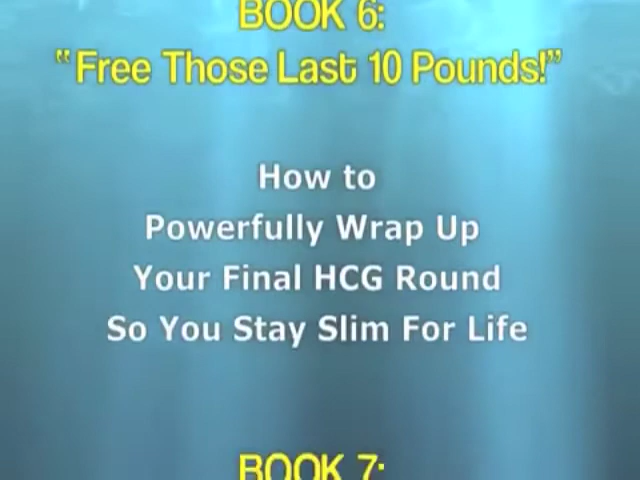 BOOK 6:
“Free Those Last 10 Pounds!”
How to
Powerfully Wrap Up
Your Final HCG Round
So You Stay Slim For Life
BOOK 7: